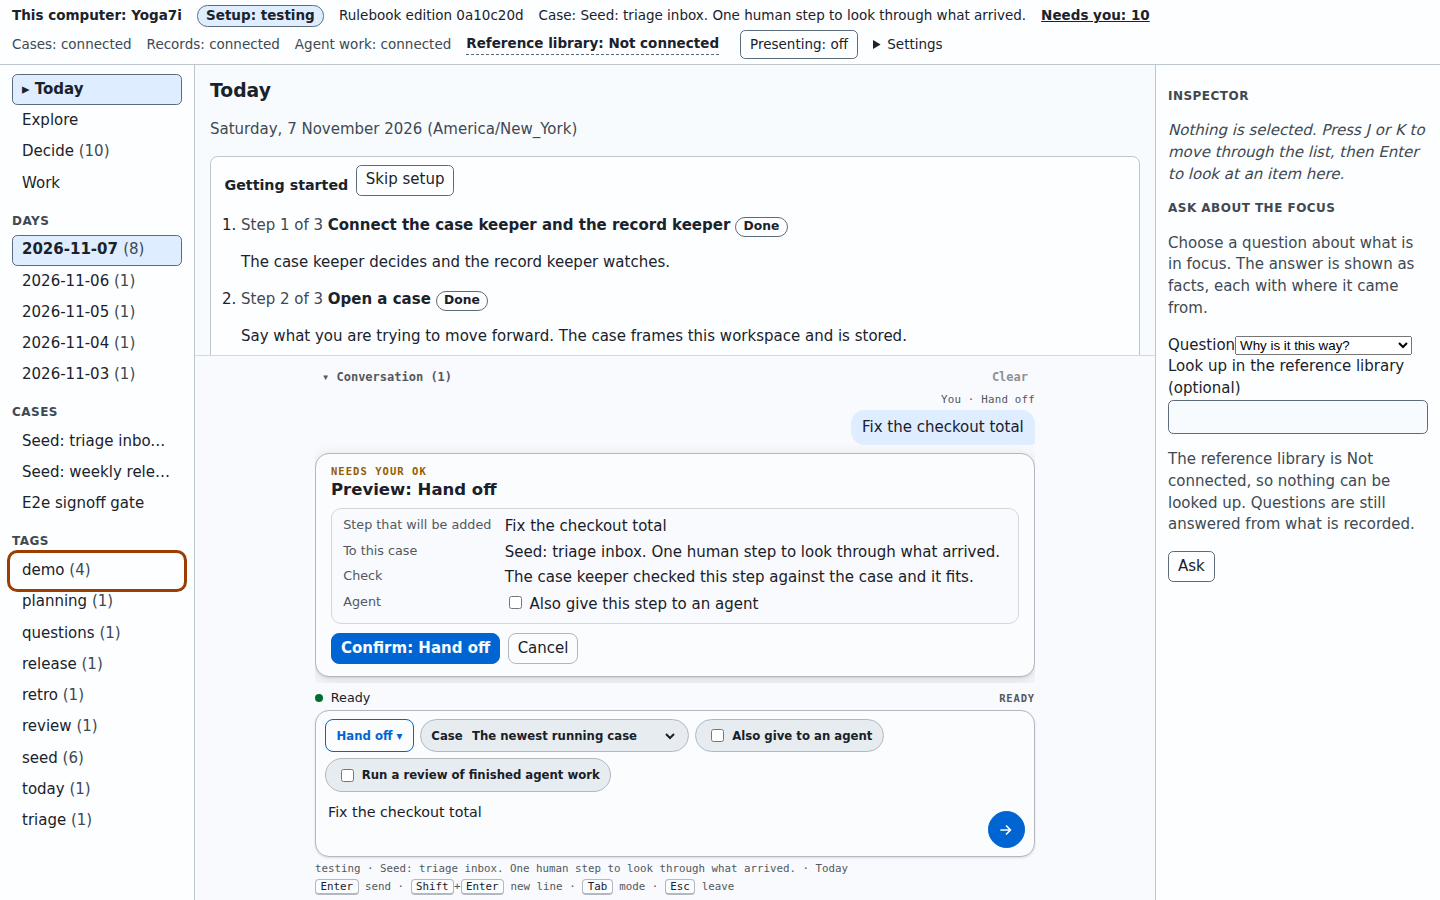 This computer: Yoga7i Setup: testing Rulebook edition 0a10c20d Case: Seed: triage inbox. One human step to look through what arrived. Needs you: 10
Cases: connected Records: connected Agent work: connected Reference library: Not connected Presenting: off ▶ Settings
▸ Today
Explore
Decide (10)
Work
DAYS
2026-11-07 (8)
2026-11-06 (1)
2026-11-05 (1)
2026-11-04 (1)
2026-11-03 (1)
CASES
Seed: triage inbo...
Seed: weekly rele...
E2e signoff gate
TAGS
demo (4)
planning (1)
questions (1)
release (1)
retro (1)
review (1)
seed (6)
today (1)
triage (1)
Today
Saturday, 7 November 2026 (America/New_York)
Getting started Skip setup
1. Step 1 of 3 Connect the case keeper and the record keeper Done
The case keeper decides and the record keeper watches.
2. Step 2 of 3 Open a case Done
Say what you are trying to move forward. The case frames this workspace and is stored.
▾ Conversation (1) Clear
You · Hand off
Fix the checkout total
NEEDS YOUR OK
Preview: Hand off
Step that will be added Fix the checkout total
To this case Seed: triage inbox. One human step to look through what arrived.
Check The case keeper checked this step against the case and it fits.
Agent Also give this step to an agent
Confirm: Hand off Cancel
Ready READY
Hand off ▾ Case The newest running case Also give to an agent
Run a review of finished agent work
Fix the checkout total
→
testing · Seed: triage inbox. One human step to look through what arrived. · Today
Enter send · Shift+Enter new line · Tab mode · Esc leave
INSPECTOR
Nothing is selected. Press J or K to
move through the list, then Enter
to look at an item here.
ASK ABOUT THE FOCUS
Choose a question about what is
in focus. The answer is shown as
facts, each with where it came
from.
Question Why is it this way?
Look up in the reference library
(optional)
The reference library is Not
connected, so nothing can be
looked up. Questions are still
answered from what is recorded.
Ask